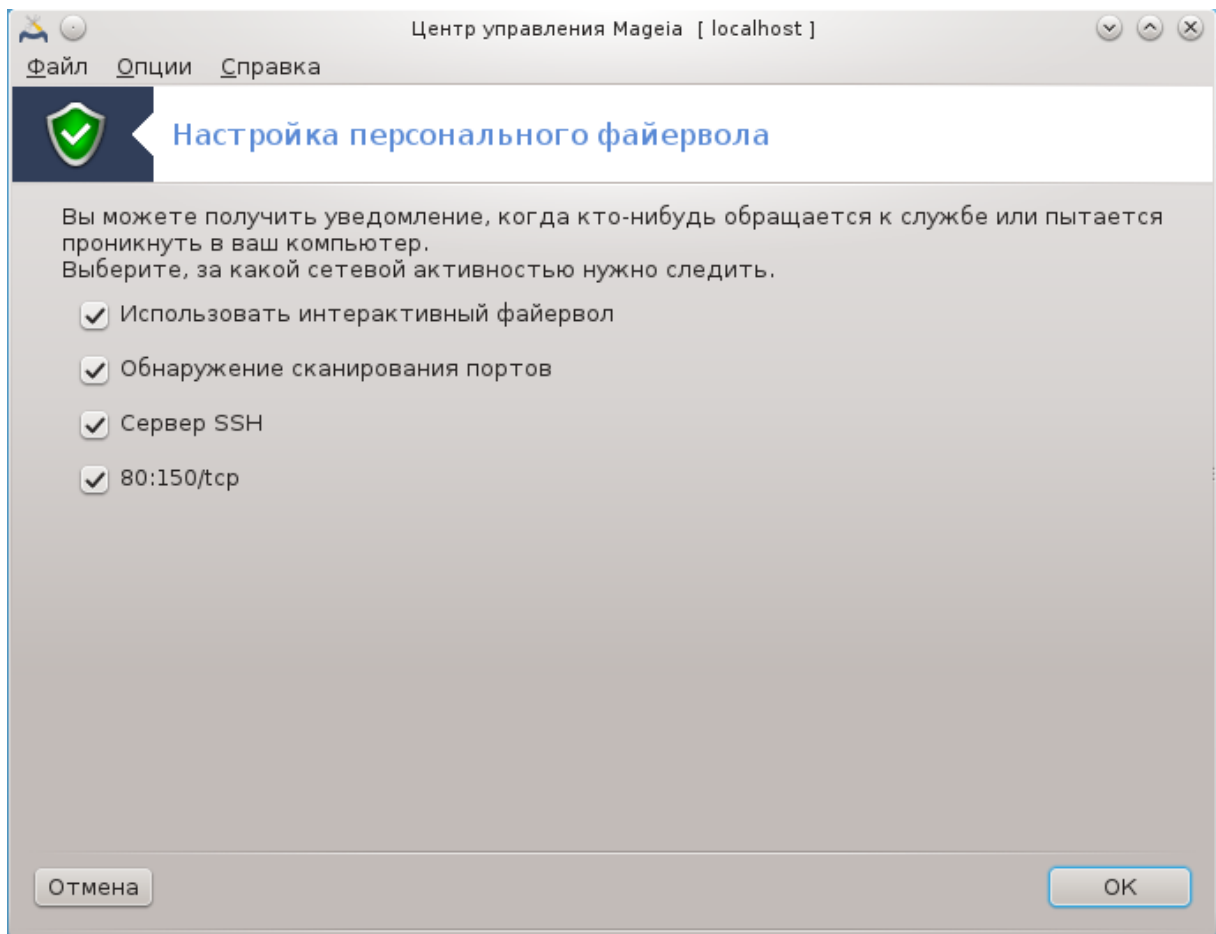 Центр управления Mageia [ localhost ]
Файл Опции Справка
Настройка персонального файервола
Вы можете получить уведомление, когда кто-нибудь обращается к службе или пытается
проникнуть в ваш компьютер.
Выберите, за какой сетевой активностью нужно следить.
Использовать интерактивный файервол
Обнаружение сканирования портов
Сервер SSH
80:150/tcp
Отмена
OK